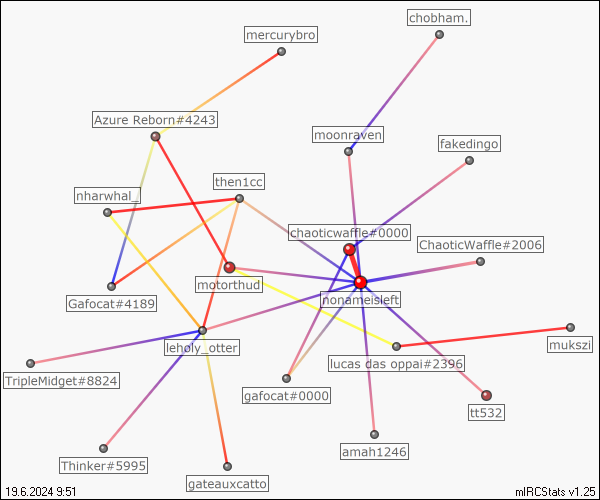 chobham.
mercurybro
Azure Reborn#4243
moonraven
fakedingo
then1cc
nharwhal_
chaoticwaffle#0000
ChaoticWaffle#2006
motorthud
Gafocat#4189
nonameisleft
leholy_otter
mukszi
lucas das oppai#2396
TripleMidget#8824
gafocat#0000
tt532
amah1246
Thinker#5995
gateauxcatto
19.6.2024 9:51
mIRCStats v1.25